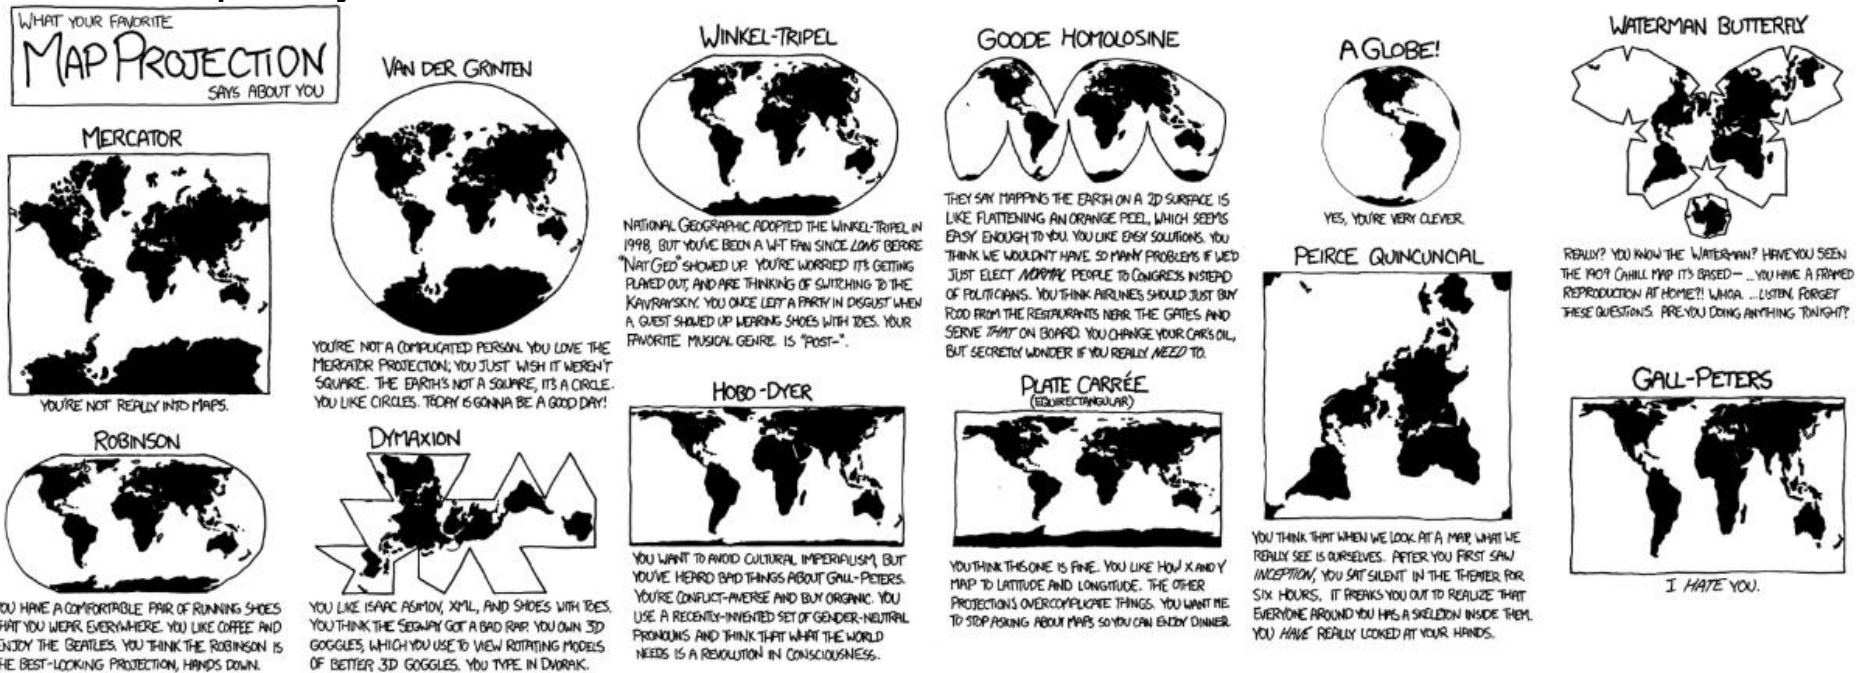 WHAT YOUR FAVORITE
MAP PROJECTION
SAYS ABOUT YOU
MERCATOR
YOU'RE NOT REALLY INTO MAPS.
ROBINSON
YOU HAVE A COMFORTABLE PAIR OF RUNNING SHOES
THAT YOU WEAR EVERYWHERE. YOU LIKE COFFEE AND
ENJOY THE BEATLES. YOU THINK THE ROBINSON IS
THE BEST-LOOKING PROJECTION, HANDS DOWN.
VAN DER GRINTEN
YOU'RE NOT A COMPLICATED PERSON. YOU LOVE THE
MERCATOR PROJECTION; YOU JUST WISH IT WEREN'T
SQUARE. THE EARTH'S NOT A SQUARE, IT'S A CIRCLE.
YOU LIKE CIRCLES. TODAY IS GONNA BE A GOOD DAY!
DYMAXION
YOU LIKE ISAAC ASIMOV, XML, AND SHOES WITH TOES.
YOU THINK THE SEGWAY GOT A BAD RAP. YOU OWN 3D
GOGGLES, WHICH YOU USE TO VIEW ROTATING MODELS
OF BETTER 3D GOGGLES. YOU TYPE IN DVORAK.
WINKEL-TRIPEL
NATIONAL GEOGRAPHIC ADOPTED THE WINKEL-TRIPEL IN
1998, BUT YOU'VE BEEN A W-T FAN SINCE LONG BEFORE
"NAT GEO" SHOWED UP. YOU'RE WORRIED IT'S GETTING
PLAYED OUT, AND ARE THINKING OF SWITCHING TO THE
KAVRAYSKIY. YOU ONCE LEFT A PARTY IN DISGUST WHEN
A GUEST SHOWED UP WEARING SHOES WITH TOES. YOUR
FAVORITE MUSICAL GENRE IS "POST-".
HOBO-DYER
YOU WANT TO AVOID CULTURAL IMPERIALISM, BUT
YOU'VE HEARD BAD THINGS ABOUT GALL-PETERS.
YOU'RE CONFLICT-AVERSE AND BUY ORGANIC. YOU
USE A RECENTLY-INVENTED SET OF GENDER-NEUTRAL
PRONOUNS AND THINK THAT WHAT THE WORLD
NEEDS IS A REVOLUTION IN CONSCIOUSNESS.
GOODE HOMOLOSINE
THEY SAY MAPPING THE EARTH ON A 2D SURFACE IS
LIKE FLATTENING AN ORANGE PEEL, WHICH SEEMS
EASY ENOUGH TO YOU. YOU LIKE EASY SOLUTIONS. YOU
THINK WE WOULDN'T HAVE SO MANY PROBLEMS IF WE'D
JUST ELECT NORMAL PEOPLE TO CONGRESS INSTEAD
OF POLITICIANS. YOU THINK AIRLINES SHOULD JUST BUY
FOOD FROM THE RESTAURANTS NEAR THE GATES AND
SERVE THAT ON BOARD. YOU CHANGE YOUR CAR'S OIL,
BUT SECRETLY WONDER IF YOU REALLY NEED TO.
PLATE CARRÉE
(EQUIRECTANGULAR)
YOU THINK THIS ONE IS FINE. YOU LIKE HOW X AND Y
MAP TO LATITUDE AND LONGITUDE. THE OTHER
PROJECTIONS OVERCOMPLICATE THINGS. YOU WANT ME
TO STOP ASKING ABOUT MAPS SO YOU CAN ENJOY DINNER.
A GLOBE!
YES, YOU'RE VERY CLEVER.
PEIRCE QUINCUNCIAL
YOU THINK THAT WHEN WE LOOK AT A MAP, WHAT WE
REALLY SEE IS OURSELVES. AFTER YOU FIRST SAW
INCEPTION, YOU SAT SILENT IN THE THEATER FOR
SIX HOURS. IT FREAKS YOU OUT TO REALIZE THAT
EVERYONE AROUND YOU HAS A SKELETON INSIDE THEM.
YOU HAVE REALLY LOOKED AT YOUR HANDS.
WATERMAN BUTTERFLY
REALLY? YOU KNOW THE WATERMAN? HAVE YOU SEEN
THE 1909 CAHILL MAP IT'S BASED— ...YOU HAVE A FRAMED
REPRODUCTION AT HOME?! WHOA. ...LISTEN, FORGET
THESE QUESTIONS. ARE YOU DOING ANYTHING TONIGHT?
GALL-PETERS
I HATE YOU.